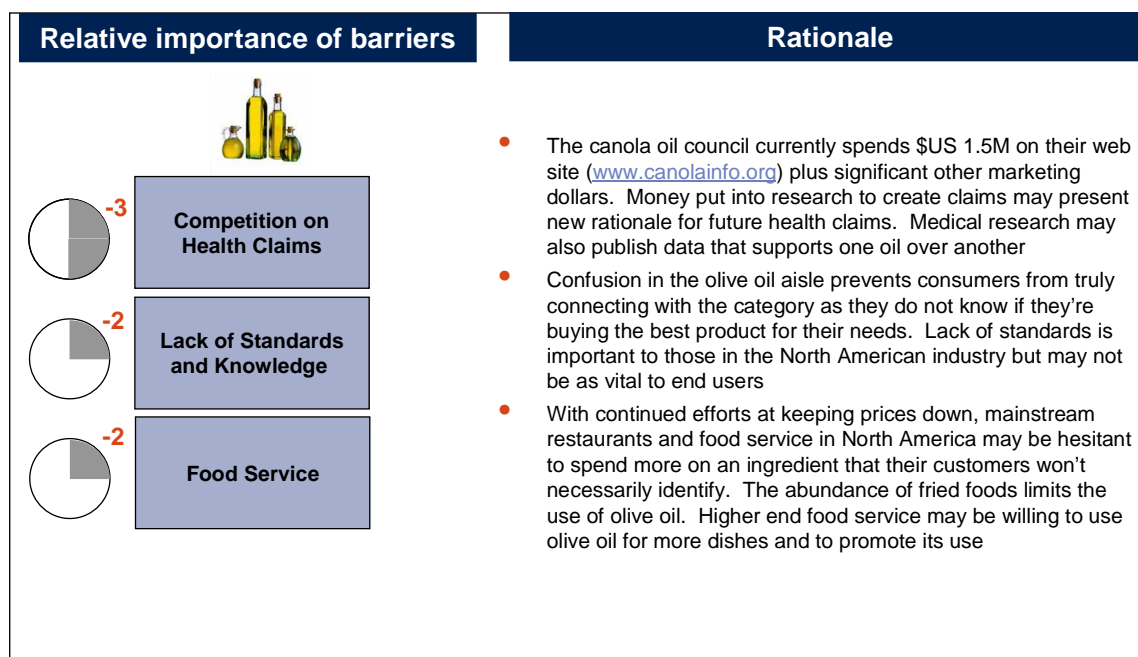 Relative importance of barriers
Rationale
-3
Competition on
Health Claims
-2
Lack of Standards
and Knowledge
-2
Food Service
• The canola oil council currently spends $US 1.5M on their web
site (www.canolainfo.org) plus significant other marketing
dollars.  Money put into research to create claims may present
new rationale for future health claims.  Medical research may
also publish data that supports one oil over another
• Confusion in the olive oil aisle prevents consumers from truly
connecting with the category as they do not know if they're
buying the best product for their needs.  Lack of standards is
important to those in the North American industry but may not
be as vital to end users
• With continued efforts at keeping prices down, mainstream
restaurants and food service in North America may be hesitant
to spend more on an ingredient that their customers won't
necessarily identify.  The abundance of fried foods limits the
use of olive oil.  Higher end food service may be willing to use
olive oil for more dishes and to promote its use